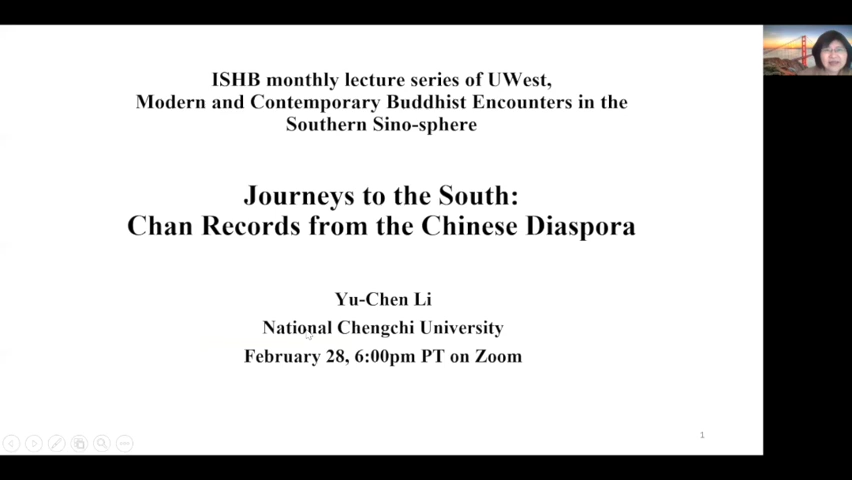 ISHB monthly lecture series of UWest,
Modern and Contemporary Buddhist Encounters in the
Southern Sino-sphere
Journeys to the South:
Chan Records from the Chinese Diaspora
Yu-Chen Li
National Chengchi University
February 28, 6:00pm PT on Zoom
1